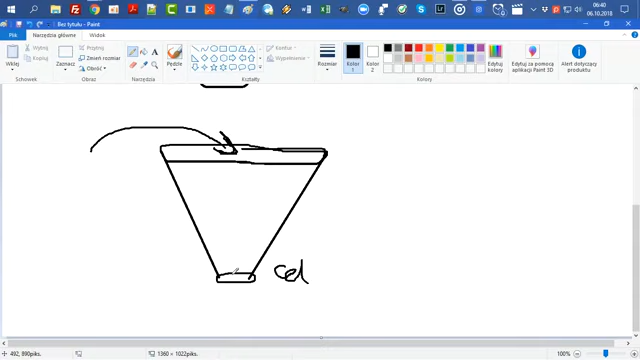 Bez tytułu - Paint
06:40
06.10.2018
Plik
Narzędzia główne
Widok
Wklej
Wytnij
Kopiuj
Zaznacz
Przytnij
Zmień rozmiar
Obróć
Pędzle
Kontur
Wypełnienie
Rozmiar
Kolor 1
Kolor 2
Edytuj kolory
Edytuj za pomocą aplikacji Paint 3D
Alert dotyczący produktu
Schowek
Obraz
Narzędzia
Kształty
Kolory
cel
492, 890piks.
1360 × 1022piks.
100%